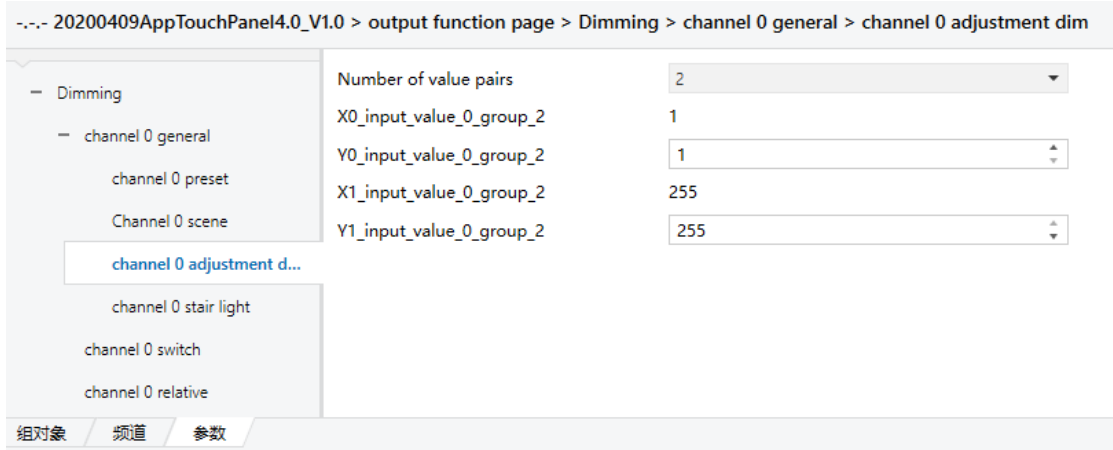 -.-.- 20200409AppTouchPanel4.0_V1.0 > output function page > Dimming > channel 0 general > channel 0 adjustment dim
Dimming
channel 0 general
channel 0 preset
Channel 0 scene
channel 0 adjustment d...
channel 0 stair light
channel 0 switch
channel 0 relative
Number of value pairs 2
X0_input_value_0_group_2 1
Y0_input_value_0_group_2 1
X1_input_value_0_group_2 255
Y1_input_value_0_group_2 255
组对象 频道 参数